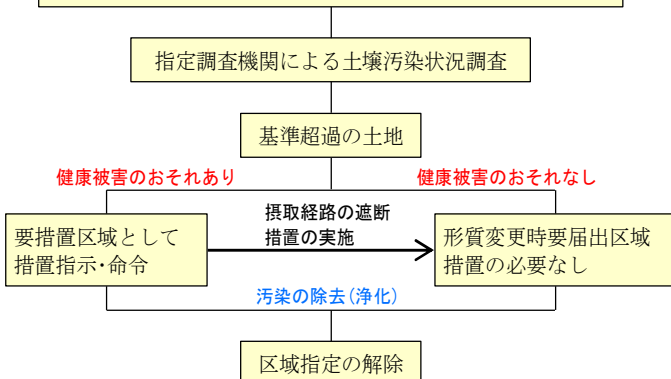 指定調査機関による土壌汚染状況調査
基準超過の土地
健康被害のおそれあり
健康被害のおそれなし
要措置区域として
措置指示・命令
摂取経路の遮断
措置の実施
形質変更時要届出区域
措置の必要なし
汚染の除去(浄化)
区域指定の解除